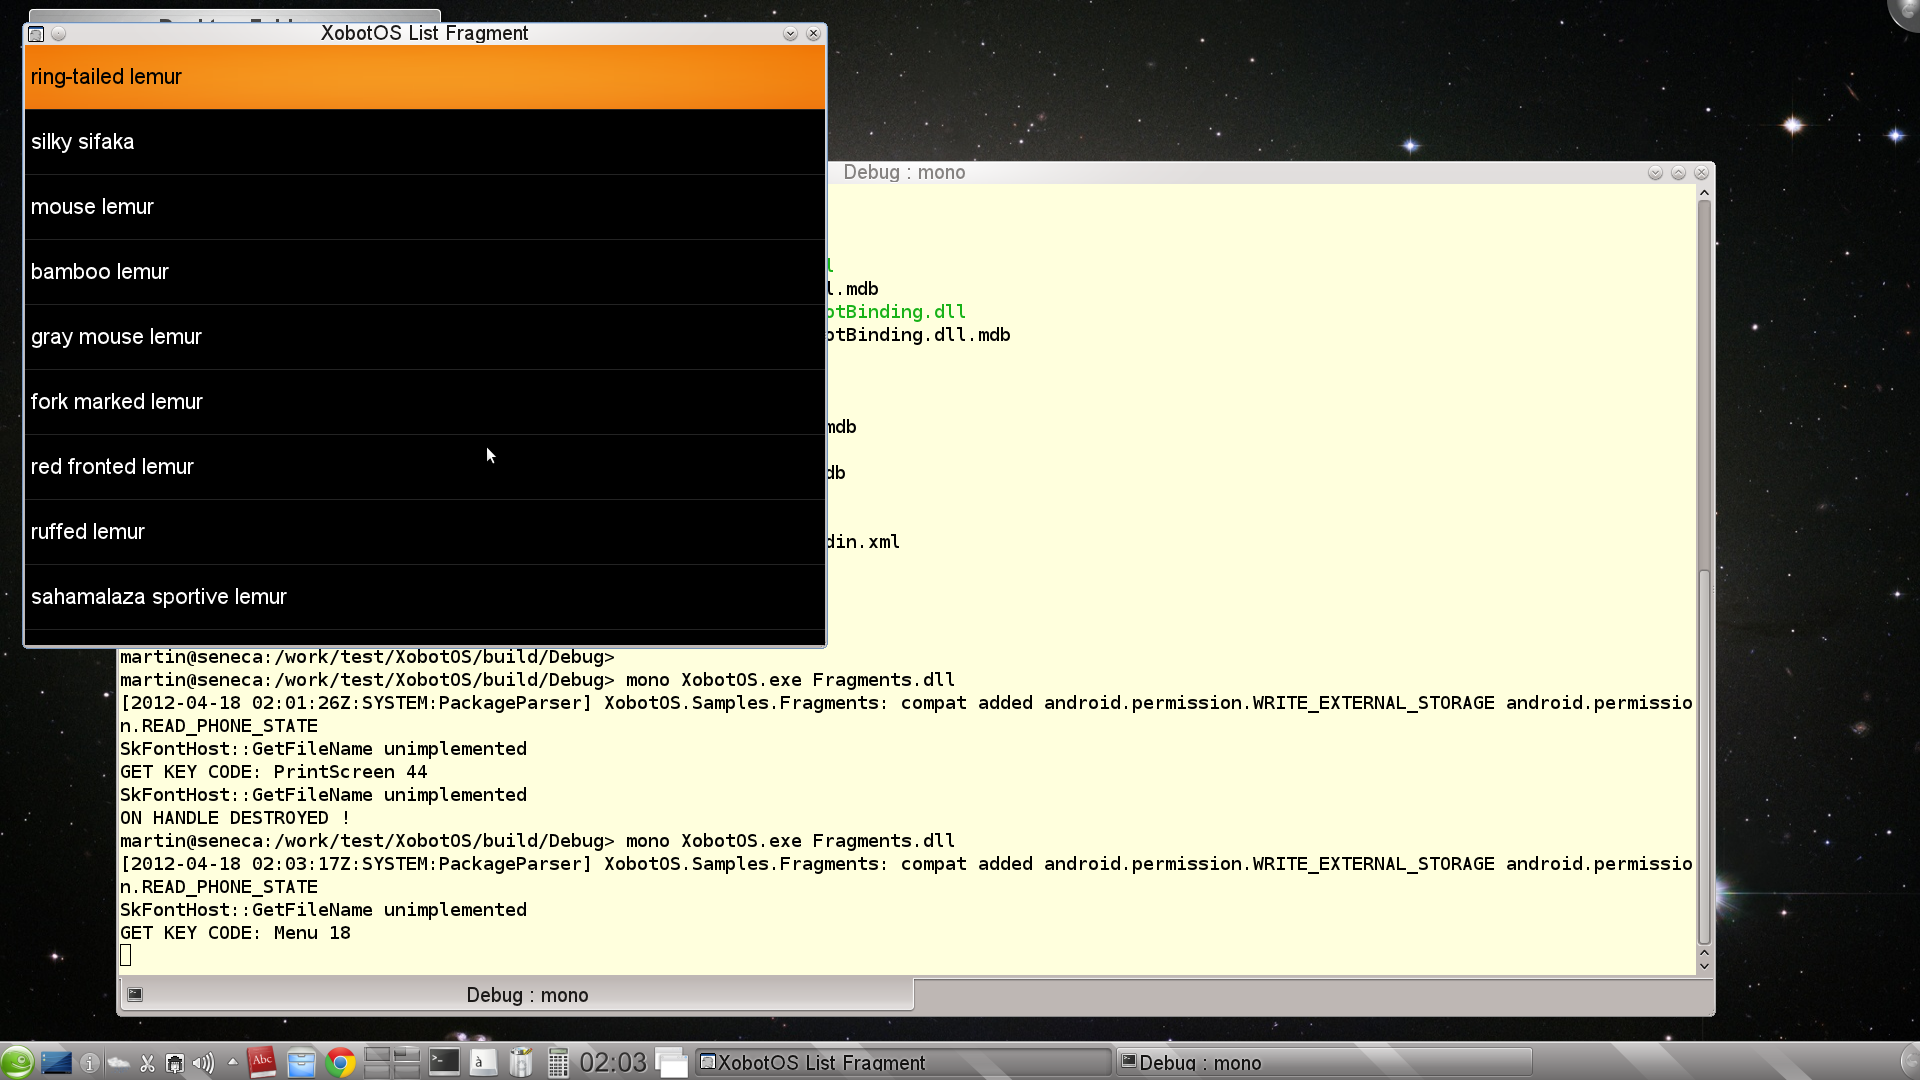 XobotOS List Fragment
ring-tailed lemur
silky sifaka
mouse lemur
bamboo lemur
gray mouse lemur
fork marked lemur
red fronted lemur
ruffed lemur
sahamalaza sportive lemur
Debug : mono
l
l.mdb
otBinding.dll
otBinding.dll.mdb
mdb
db
din.xml
martin@seneca:/work/test/XobotOS/build/Debug>
martin@seneca:/work/test/XobotOS/build/Debug> mono XobotOS.exe Fragments.dll
[2012-04-18 02:01:26Z:SYSTEM:PackageParser] XobotOS.Samples.Fragments: compat added android.permission.WRITE_EXTERNAL_STORAGE android.permissio
n.READ_PHONE_STATE
SkFontHost::GetFileName unimplemented
GET KEY CODE: PrintScreen 44
SkFontHost::GetFileName unimplemented
ON HANDLE DESTROYED !
martin@seneca:/work/test/XobotOS/build/Debug> mono XobotOS.exe Fragments.dll
[2012-04-18 02:03:17Z:SYSTEM:PackageParser] XobotOS.Samples.Fragments: compat added android.permission.WRITE_EXTERNAL_STORAGE android.permissio
n.READ_PHONE_STATE
SkFontHost::GetFileName unimplemented
GET KEY CODE: Menu 18
Debug : mono
Abc
à
02:03
XobotOS List Fragment
Debug : mono